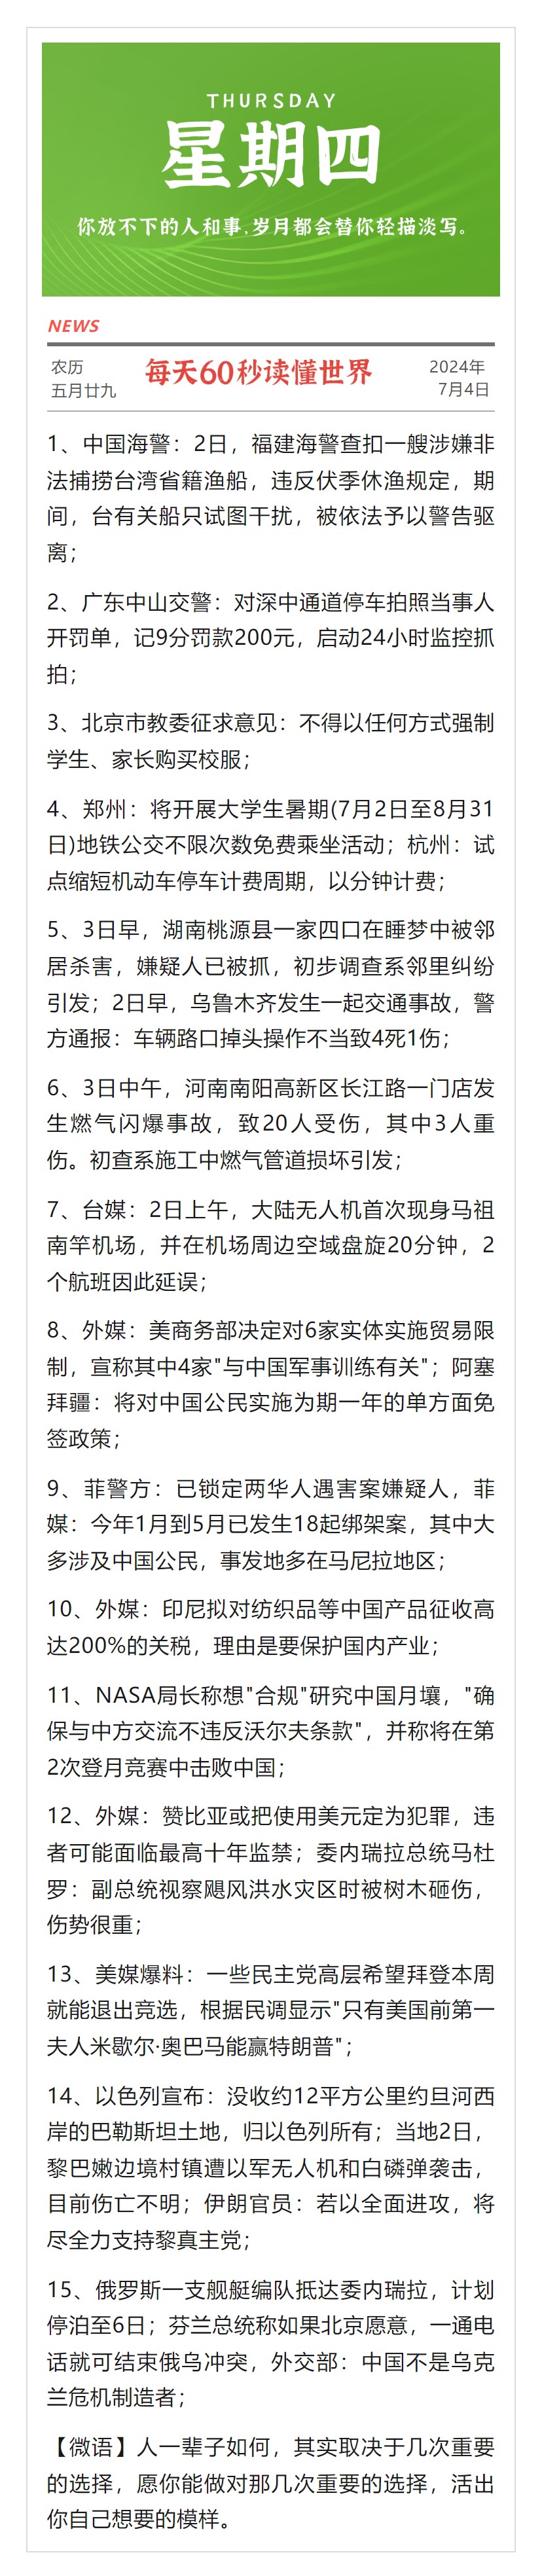 THURSDAY
星期四
你放不下的人和事,岁月都会替你轻描淡写。
NEWS
农历
五月廿九
每天60秒读懂世界
2024年
7月4日
1、中国海警：2日，福建海警查扣一艘涉嫌非
法捕捞台湾省籍渔船，违反伏季休渔规定，期
间，台有关船只试图干扰，被依法予以警告驱
离；
2、广东中山交警：对深中通道停车拍照当事人
开罚单，记9分罚款200元，启动24小时监控抓
拍；
3、北京市教委征求意见：不得以任何方式强制
学生、家长购买校服；
4、郑州：将开展大学生暑期(7月2日至8月31
日)地铁公交不限次数免费乘坐活动；杭州：试
点缩短机动车停车计费周期，以分钟计费；
5、3日早，湖南桃源县一家四口在睡梦中被邻
居杀害，嫌疑人已被抓，初步调查系邻里纠纷
引发；2日早，乌鲁木齐发生一起交通事故，警
方通报：车辆路口掉头操作不当致4死1伤；
6、3日中午，河南南阳高新区长江路一门店发
生燃气闪爆事故，致20人受伤，其中3人重
伤。初查系施工中燃气管道损坏引发；
7、台媒：2日上午，大陆无人机首次现身马祖
南竿机场，并在机场周边空域盘旋20分钟，2
个航班因此延误；
8、外媒：美商务部决定对6家实体实施贸易限
制，宣称其中4家"与中国军事训练有关"；阿塞
拜疆：将对中国公民实施为期一年的单方面免
签政策；
9、菲警方：已锁定两华人遇害案嫌疑人，菲
媒：今年1月到5月已发生18起绑架案，其中大
多涉及中国公民，事发地多在马尼拉地区；
10、外媒：印尼拟对纺织品等中国产品征收高
达200%的关税，理由是要保护国内产业；
11、NASA局长称想"合规"研究中国月壤，"确
保与中方交流不违反沃尔夫条款"，并称将在第
2次登月竞赛中击败中国；
12、外媒：赞比亚或把使用美元定为犯罪，违
者可能面临最高十年监禁；委内瑞拉总统马杜
罗：副总统视察飓风洪水灾区时被树木砸伤，
伤势很重；
13、美媒爆料：一些民主党高层希望拜登本周
就能退出竞选，根据民调显示"只有美国前第一
夫人米歇尔·奥巴马能赢特朗普"；
14、以色列宣布：没收约12平方公里约旦河西
岸的巴勒斯坦土地，归以色列所有；当地2日，
黎巴嫩边境村镇遭以军无人机和白磷弹袭击，
目前伤亡不明；伊朗官员：若以全面进攻，将
尽全力支持黎真主党；
15、俄罗斯一支舰艇编队抵达委内瑞拉，计划
停泊至6日；芬兰总统称如果北京愿意，一通电
话就可结束俄乌冲突，外交部：中国不是乌克
兰危机制造者；
【微语】人一辈子如何，其实取决于几次重要
的选择，愿你能做对那几次重要的选择，活出
你自己想要的模样。